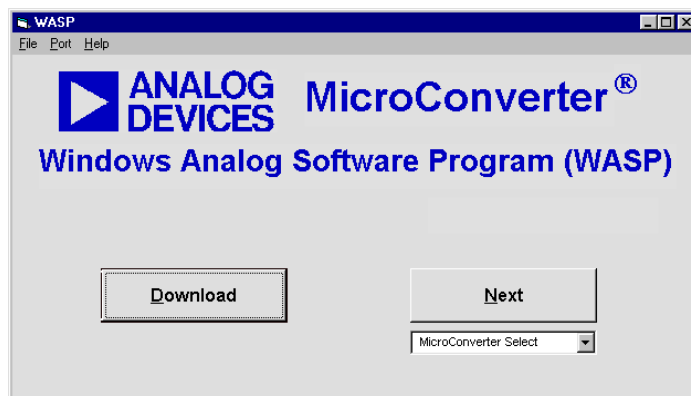 WASP
File Port Help
ANALOG
DEVICES
MicroConverter®
Windows Analog Software Program (WASP)
Download
Next
MicroConverter Select